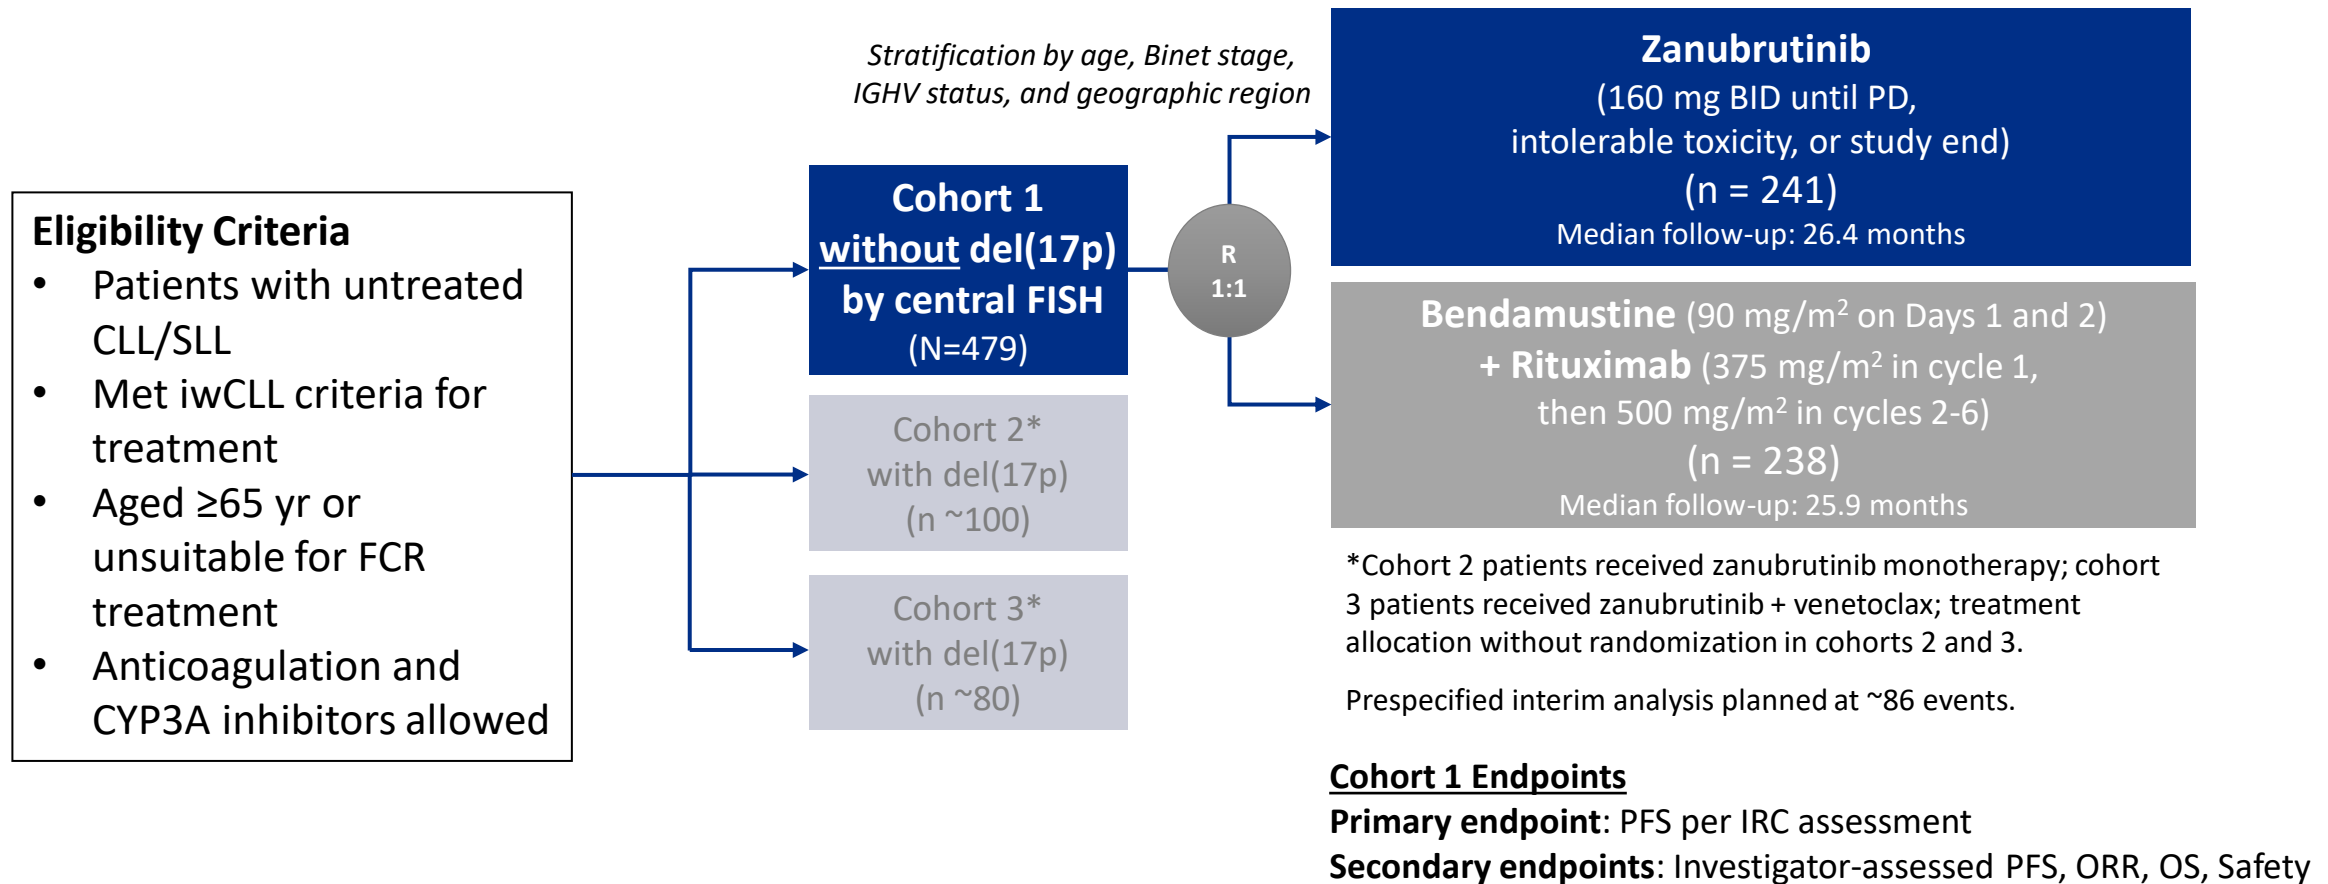 Stratification by age, Binet stage,
IGHV status, and geographic region
Eligibility Criteria
• Patients with untreated
CLL/SLL
• Met iwCLL criteria for
treatment
• Aged ≥65 yr or
unsuitable for FCR
treatment
• Anticoagulation and
CYP3A inhibitors allowed
Cohort 1
without del(17p)
by central FISH
(N=479)
Cohort 2*
with del(17p)
(n ~100)
Cohort 3*
with del(17p)
(n ~80)
R
1:1
Zanubrutinib
(160 mg BID until PD,
intolerable toxicity, or study end)
(n = 241)
Median follow-up: 26.4 months
Bendamustine (90 mg/m² on Days 1 and 2)
+ Rituximab (375 mg/m² in cycle 1,
then 500 mg/m² in cycles 2-6)
(n = 238)
Median follow-up: 25.9 months
*Cohort 2 patients received zanubrutinib monotherapy; cohort
3 patients received zanubrutinib + venetoclax; treatment
allocation without randomization in cohorts 2 and 3.
Prespecified interim analysis planned at ~86 events.
Cohort 1 Endpoints
Primary endpoint: PFS per IRC assessment
Secondary endpoints: Investigator-assessed PFS, ORR, OS, Safety